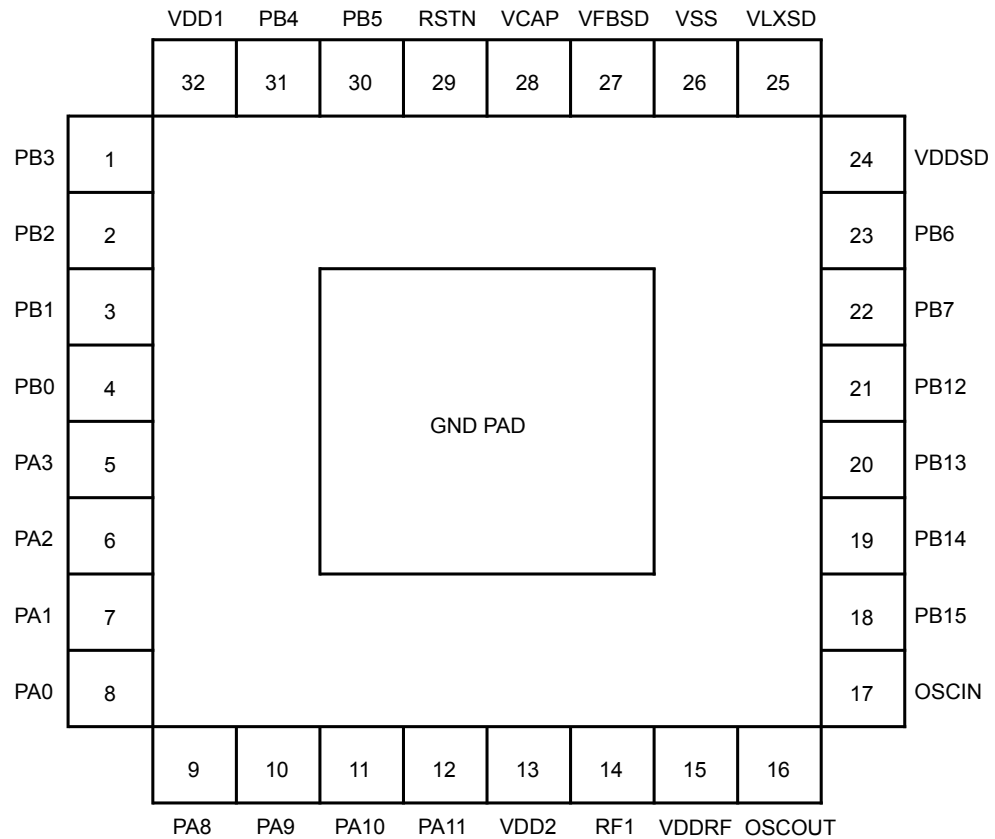 VDD1 PB4 PB5 RSTN VCAP VFBSD VSS VLXSD
32 31 30 29 28 27 26 25
PB3 1 24 VDDSD
PB2 2 23 PB6
PB1 3 22 PB7
PB0 4 21 PB12
GND PAD
PA3 5 20 PB13
PA2 6 19 PB14
PA1 7 18 PB15
PA0 8 17 OSCIN
9 10 11 12 13 14 15 16
PA8 PA9 PA10 PA11 VDD2 RF1 VDDRF OSCOUT